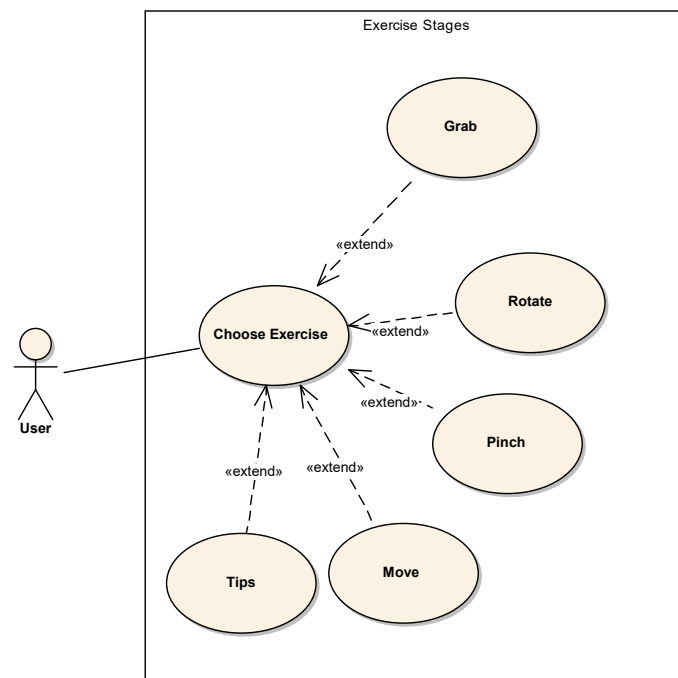 Exercise Stages
Grab
«extend»
Rotate
«extend»
Choose Exercise
«extend»
User
Pinch
«extend»
«extend»
Tips
Move